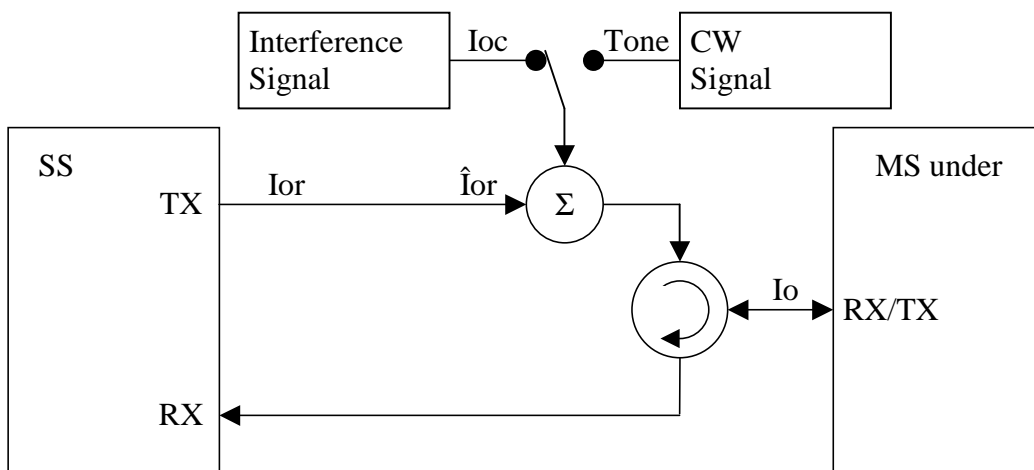 Interference
Signal
Ioc
Tone
CW
Signal
SS
TX
Ior
Îor
Σ
MS under
Io
RX/TX
RX